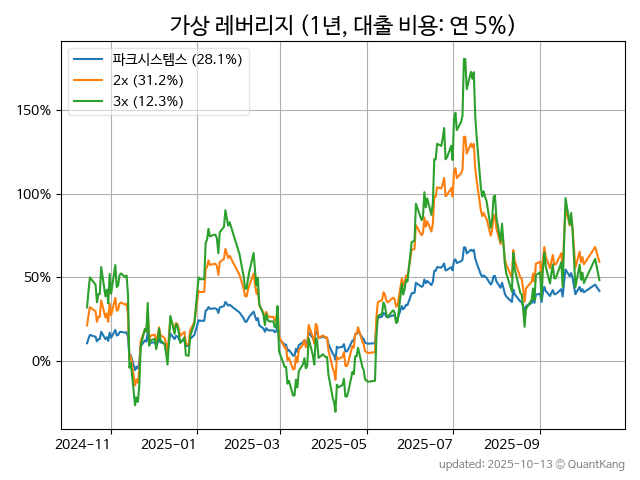 가상 레버리지 (1년, 대출 비용: 연 5%)
파크시스템스 (28.1%)
2x (31.2%)
3x (12.3%)
150%
100%
50%
0%
2024-11
2025-01
2025-03
2025-05
2025-07
2025-09
updated: 2025-10-13 © QuantKang